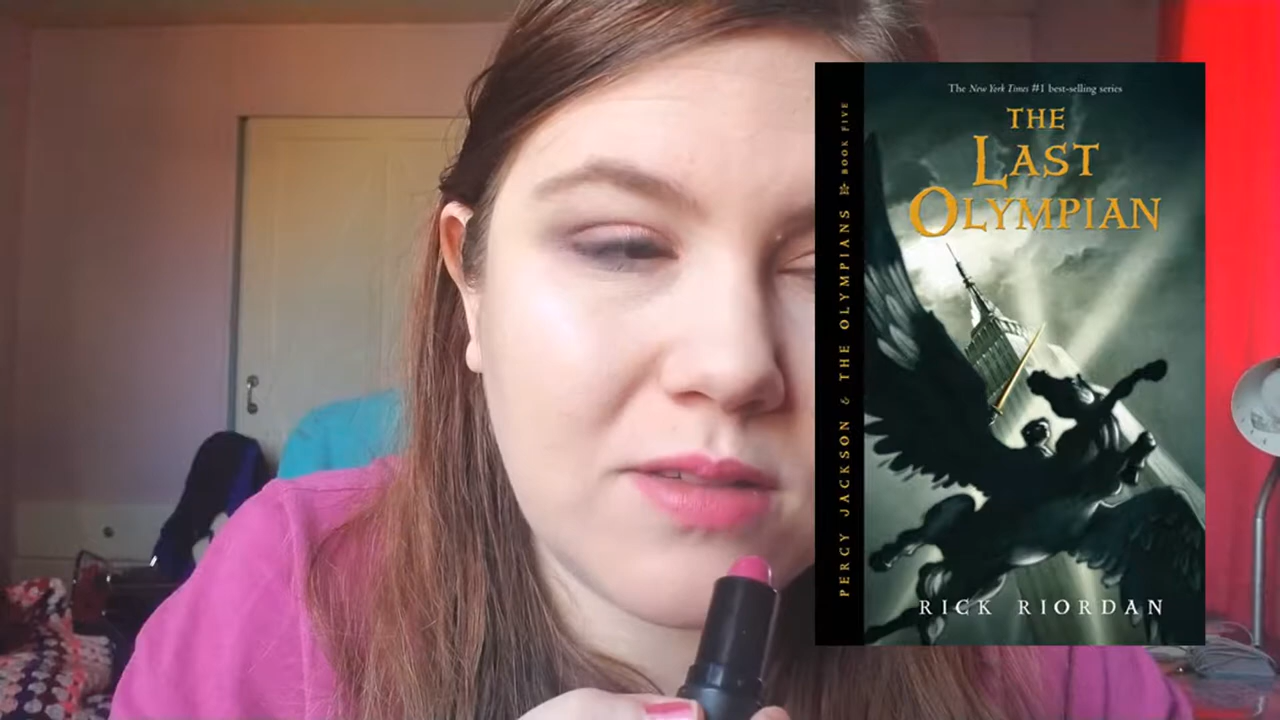 The New York Times #1 best-selling series
THE
LAST
OLYMPIAN
PERCY JACKSON & THE OLYMPIANS BOOK FIVE
RICK RIORDAN